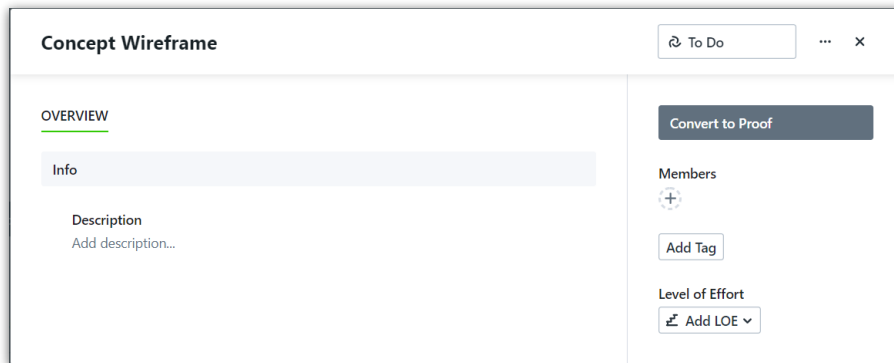 Concept Wireframe
To Do
OVERVIEW
Info
Description
Add description...
Convert to Proof
Members
Add Tag
Level of Effort
Add LOE